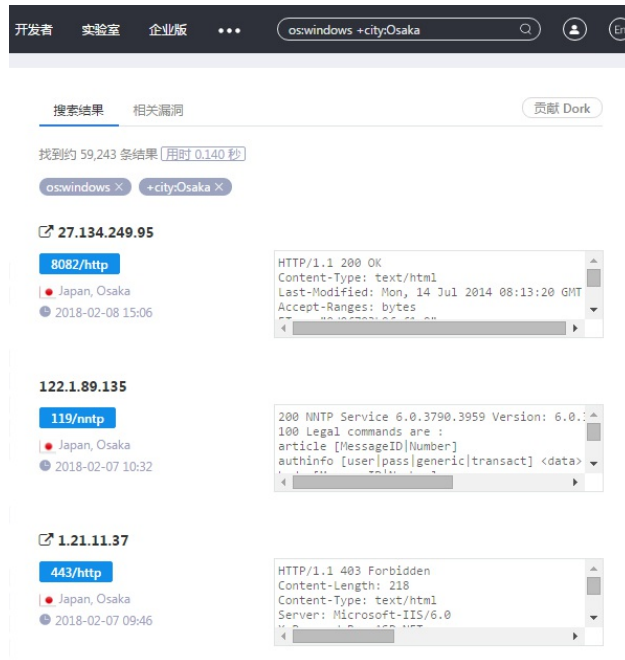 开发者 实验室 企业版 ••• os:windows +city:Osaka En
搜索结果 相关漏洞 贡献 Dork
找到约 59,243 条结果 用时 0.140 秒
os:windows × +city:Osaka ×
27.134.249.95
8082/http
Japan, Osaka
2018-02-08 15:06
HTTP/1.1 200 OK
Content-Type: text/html
Last-Modified: Mon, 14 Jul 2014 08:13:20 GMT
Accept-Ranges: bytes
122.1.89.135
119/nntp
Japan, Osaka
2018-02-07 10:32
200 NNTP Service 6.0.3790.3959 Version: 6.0.
100 Legal commands are :
article [MessageID|Number]
authinfo [user|pass|generic|transact] <data>
1.21.11.37
443/http
Japan, Osaka
2018-02-07 09:46
HTTP/1.1 403 Forbidden
Content-Length: 218
Content-Type: text/html
Server: Microsoft-IIS/6.0